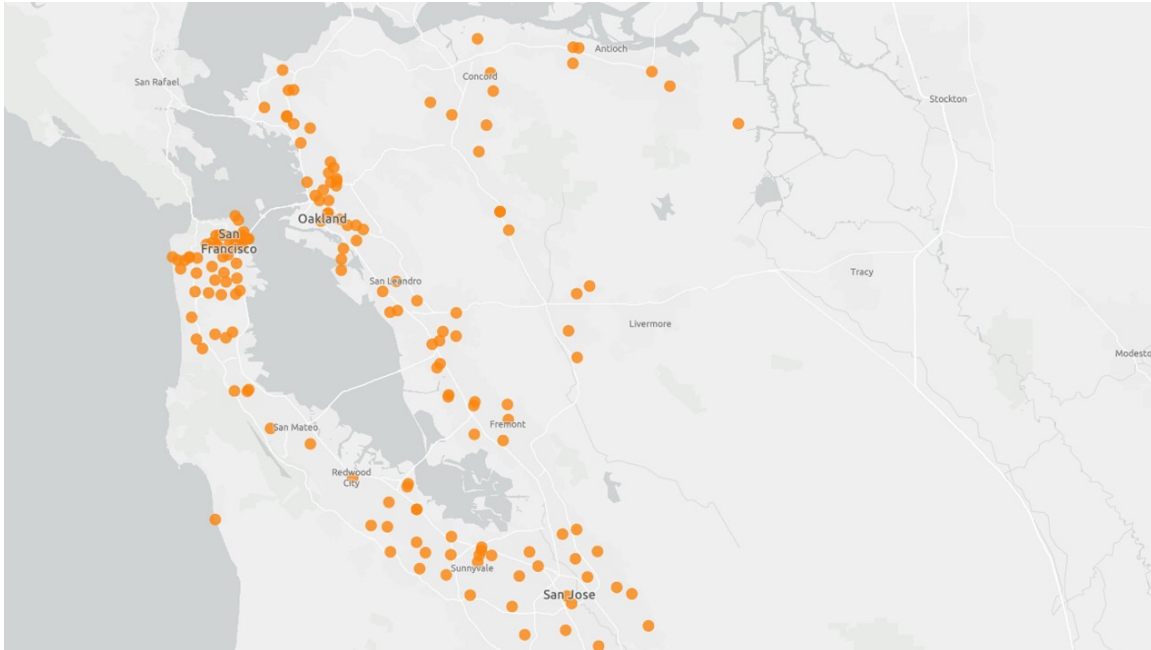 Antioch
San Rafael
Concord
Stockton
Oakland
San
Francisco
Tracy
San Leandro
Livermore
Modesto
San Mateo
Fremont
Redwood
City
Sunnyvale
San Jose